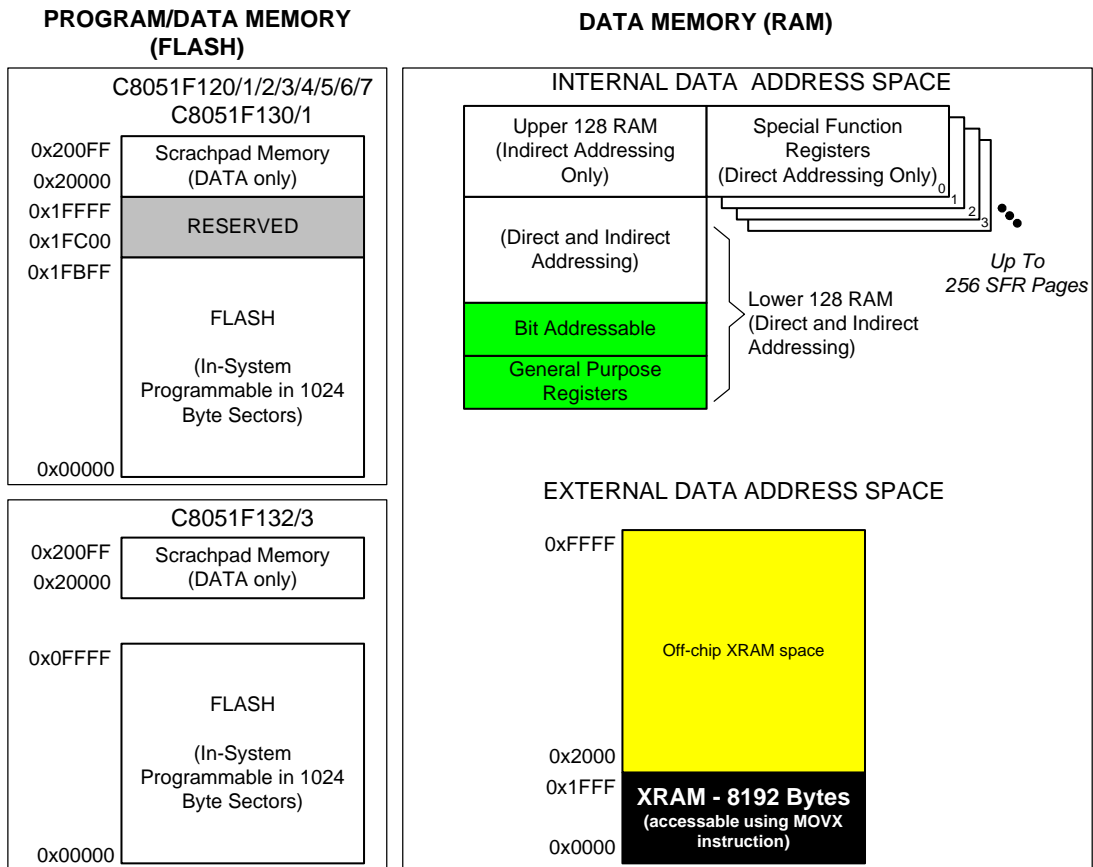 PROGRAM/DATA MEMORY
(FLASH)
C8051F120/1/2/3/4/5/6/7
C8051F130/1
0x200FF
0x20000
Scrachpad Memory
(DATA only)
0x1FFFF
0x1FC00
RESERVED
0x1FBFF
FLASH
(In-System
Programmable in 1024
Byte Sectors)
0x00000
C8051F132/3
0x200FF
0x20000
Scrachpad Memory
(DATA only)
0x0FFFF
FLASH
(In-System
Programmable in 1024
Byte Sectors)
0x00000
DATA MEMORY (RAM)
INTERNAL DATA ADDRESS SPACE
Upper 128 RAM
(Indirect Addressing
Only)
Special Function
Registers
(Direct Addressing Only)
0
1
2
3
Up To
256 SFR Pages
(Direct and Indirect
Addressing)
Bit Addressable
General Purpose
Registers
Lower 128 RAM
(Direct and Indirect
Addressing)
EXTERNAL DATA ADDRESS SPACE
0xFFFF
Off-chip XRAM space
0x2000
0x1FFF
XRAM - 8192 Bytes
(accessable using MOVX
instruction)
0x0000